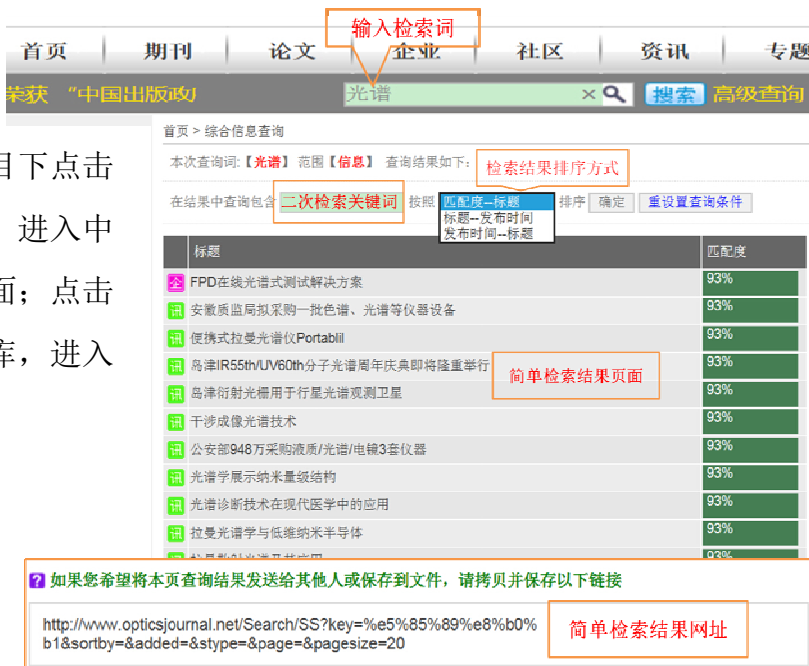 输入检索词
首页 期刊 论文 企业 社区 资讯 专题
荣获 “中国出版政府
光谱 × 搜索 高级查询
首页 > 综合信息查询
目下点击
本次查询词:【光谱】 范围【信息】 查询结果如下:
检索结果排序方式
在结果中查询包含 二次检索关键词 按照 匹配度--标题 排序 确定 重设置查询条件
标题--发布时间
发布时间--标题
进入中
标题 匹配度
企 FPD在线光谱式测试解决方案 93%
面；点击
讯 安徽质监局拟采购一批色谱、光谱等仪器设备 93%
讯 便携式拉曼光谱仪Portablil 93%
库，进入
讯 岛津IR55th/UV60th分子光谱周年庆典即将隆重举行 93%
简单检索结果页面
讯 岛津衍射光栅用于行星光谱观测卫星 93%
讯 干涉成像光谱技术 93%
讯 公安部948万采购液质/光谱/电镜3套仪器 93%
讯 光谱学展示纳米量级结构 93%
讯 光谱诊断技术在现代医学中的应用 93%
讯 拉曼光谱学与低维纳米半导体 93%
93%
? 如果您希望将本页查询结果发送给其他人或保存到文件，请拷贝并保存以下链接
http://www.opticsjournal.net/Search/SS?key=%e5%85%89%e8%b0%
b1&sortby=&added=&stype=&page=&pagesize=20
简单检索结果网址